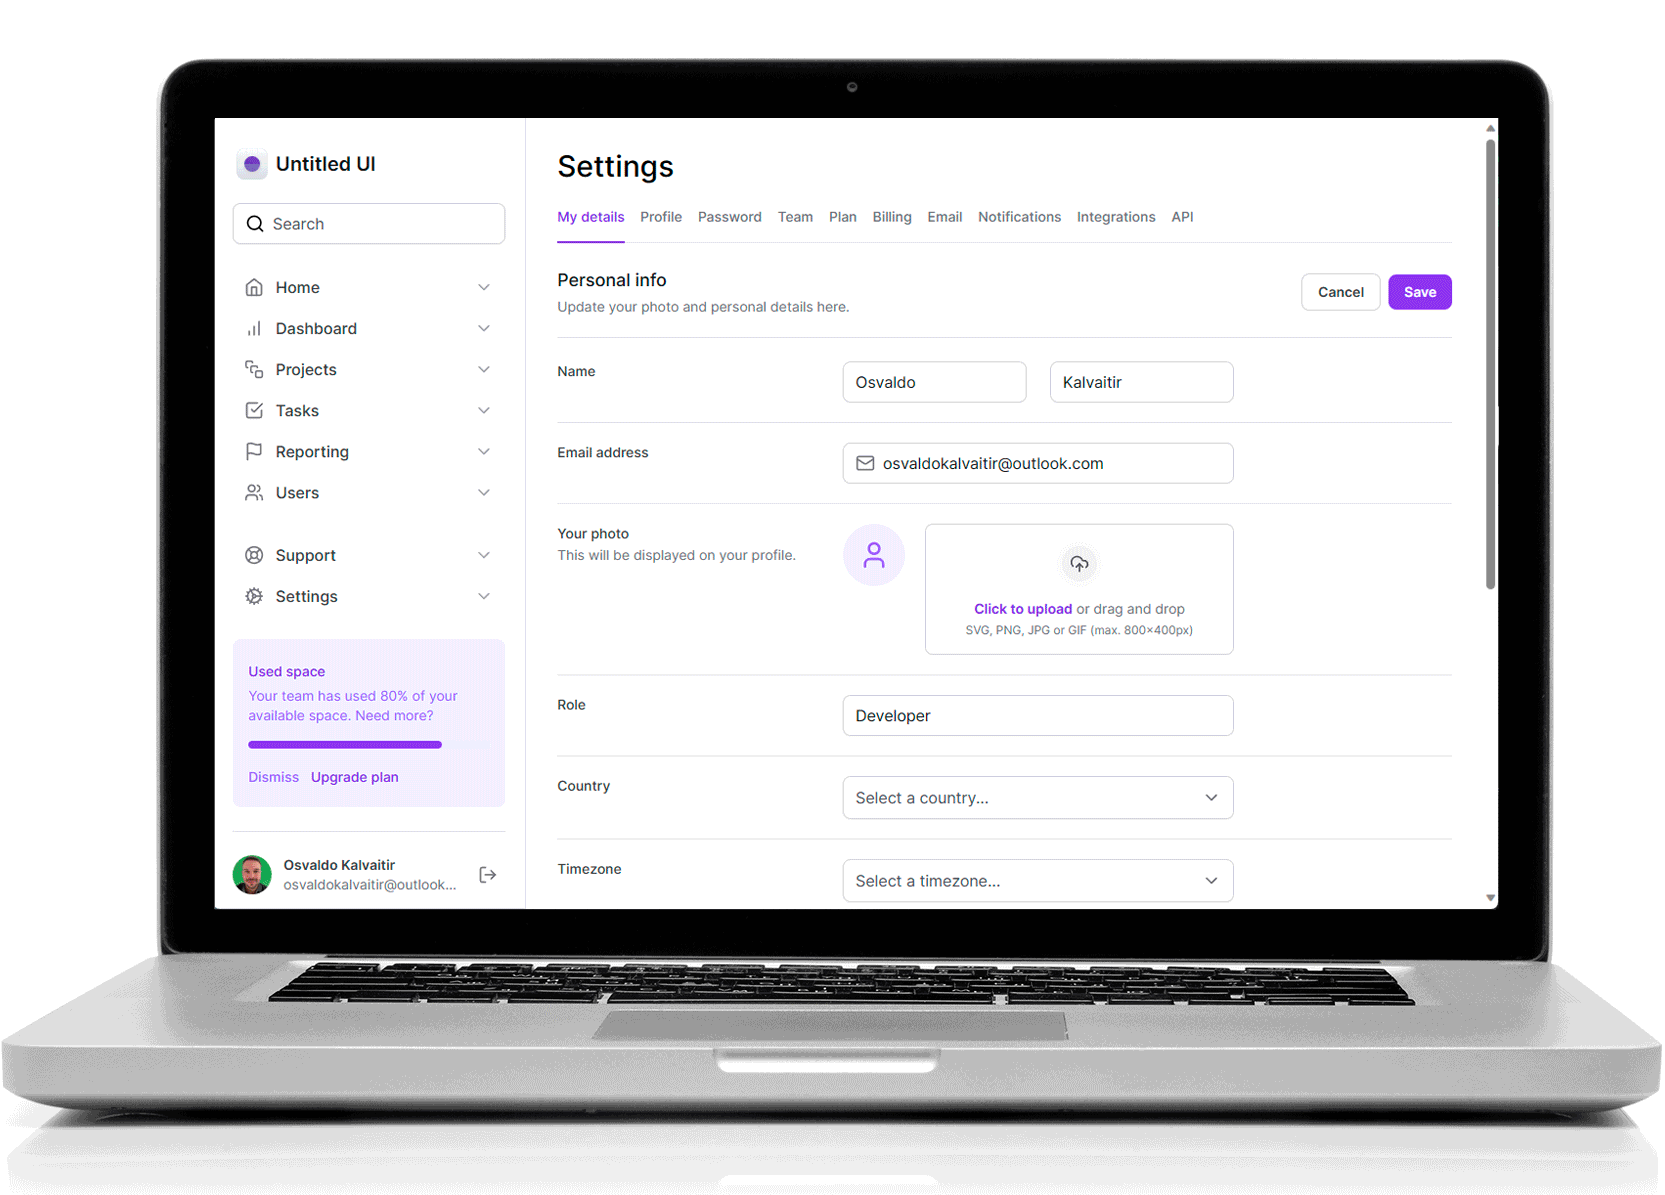 Untitled UI
Search
Home
Dashboard
Projects
Tasks
Reporting
Users
Support
Settings
Used space
Your team has used 80% of your
available space. Need more?
Dismiss Upgrade plan
Osvaldo Kalvaitir
osvaldokalvaitir@outlook...
Settings
My details Profile Password Team Plan Billing Email Notifications Integrations API
Personal info
Update your photo and personal details here.
Cancel Save
Name
Osvaldo Kalvaitir
Email address
osvaldokalvaitir@outlook.com
Your photo
This will be displayed on your profile.
Click to upload or drag and drop
SVG, PNG, JPG or GIF (max. 800×400px)
Role
Developer
Country
Select a country...
Timezone
Select a timezone...